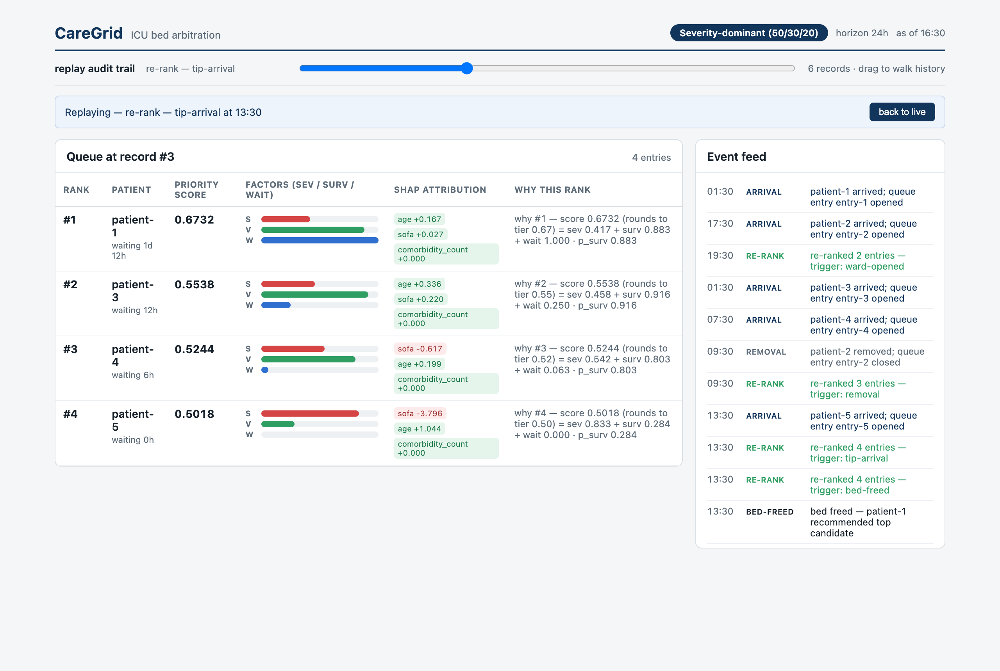 CareGrid ICU bed arbitration
Severity-dominant (50/30/20) horizon 24h as of 16:30
replay audit trail re-rank — tip-arrival
6 records · drag to walk history
Replaying — re-rank — tip-arrival at 13:30
back to live
Queue at record #3
4 entries
RANK
PATIENT
PRIORITY
SCORE
FACTORS (SEV / SURV /
WAIT)
SHAP ATTRIBUTION
WHY THIS RANK
#1
patient-
1
waiting 1d
12h
0.6732
S
V
W
age +0.167
sofa +0.027
comorbidity_count
+0.000
why #1 — score 0.6732 (rounds to
tier 0.67) = sev 0.417 + surv 0.883
+ wait 1.000 · p_surv 0.883
#2
patient-
3
waiting 12h
0.5538
S
V
W
age +0.336
sofa +0.220
comorbidity_count
+0.000
why #2 — score 0.5538 (rounds to
tier 0.55) = sev 0.458 + surv 0.916
+ wait 0.250 · p_surv 0.916
#3
patient-
4
waiting 6h
0.5244
S
V
W
sofa -0.617
age +0.199
comorbidity_count
+0.000
why #3 — score 0.5244 (rounds to
tier 0.52) = sev 0.542 + surv 0.803
+ wait 0.063 · p_surv 0.803
#4
patient-
5
waiting 0h
0.5018
S
V
W
sofa -3.796
age +1.044
comorbidity_count
+0.000
why #4 — score 0.5018 (rounds to
tier 0.50) = sev 0.833 + surv 0.284
+ wait 0.000 · p_surv 0.284
Event feed
01:30 ARRIVAL patient-1 arrived; queue
entry entry-1 opened
17:30 ARRIVAL patient-2 arrived; queue
entry entry-2 opened
19:30 RE-RANK re-ranked 2 entries —
trigger: ward-opened
01:30 ARRIVAL patient-3 arrived; queue
entry entry-3 opened
07:30 ARRIVAL patient-4 arrived; queue
entry entry-4 opened
09:30 REMOVAL patient-2 removed; queue
entry entry-2 closed
09:30 RE-RANK re-ranked 3 entries —
trigger: removal
13:30 ARRIVAL patient-5 arrived; queue
entry entry-5 opened
13:30 RE-RANK re-ranked 4 entries —
trigger: tip-arrival
13:30 RE-RANK re-ranked 4 entries —
trigger: bed-freed
13:30 BED-FREED bed freed — patient-1
recommended top
candidate